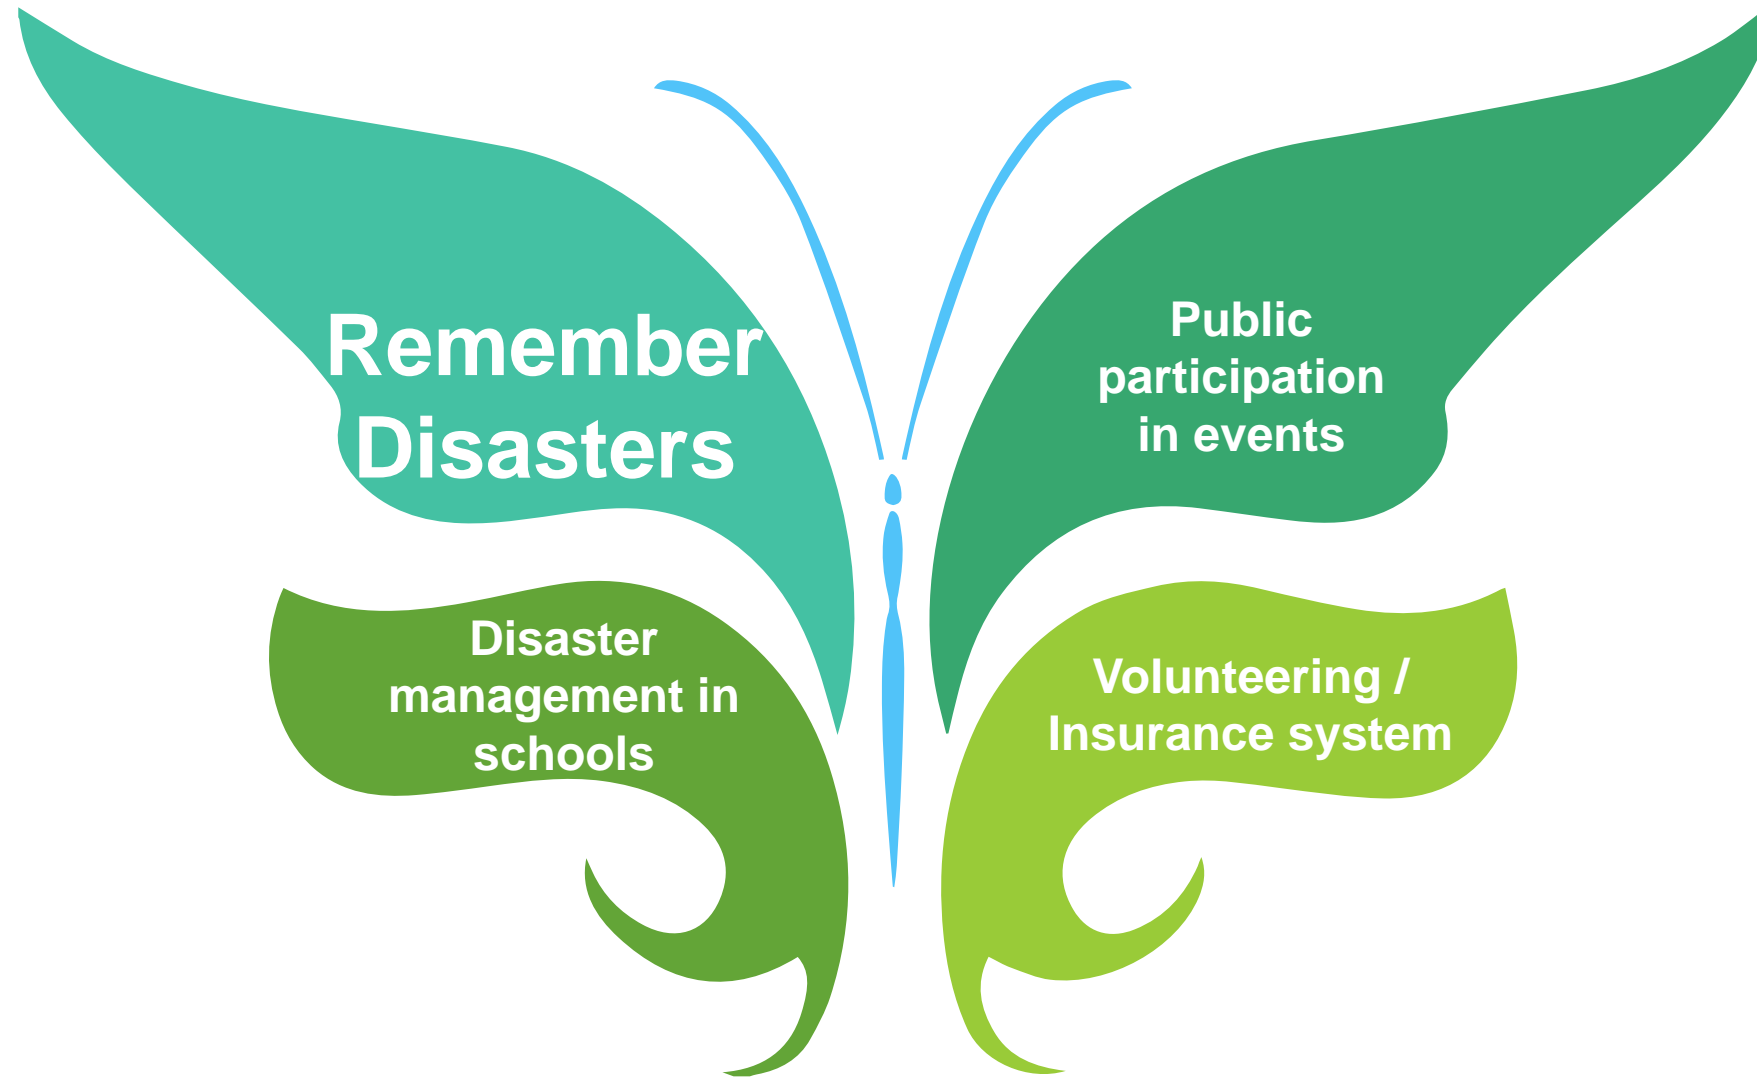 Remember
Disasters
Public
participation
in events
Disaster
management in
schools
Volunteering /
Insurance system